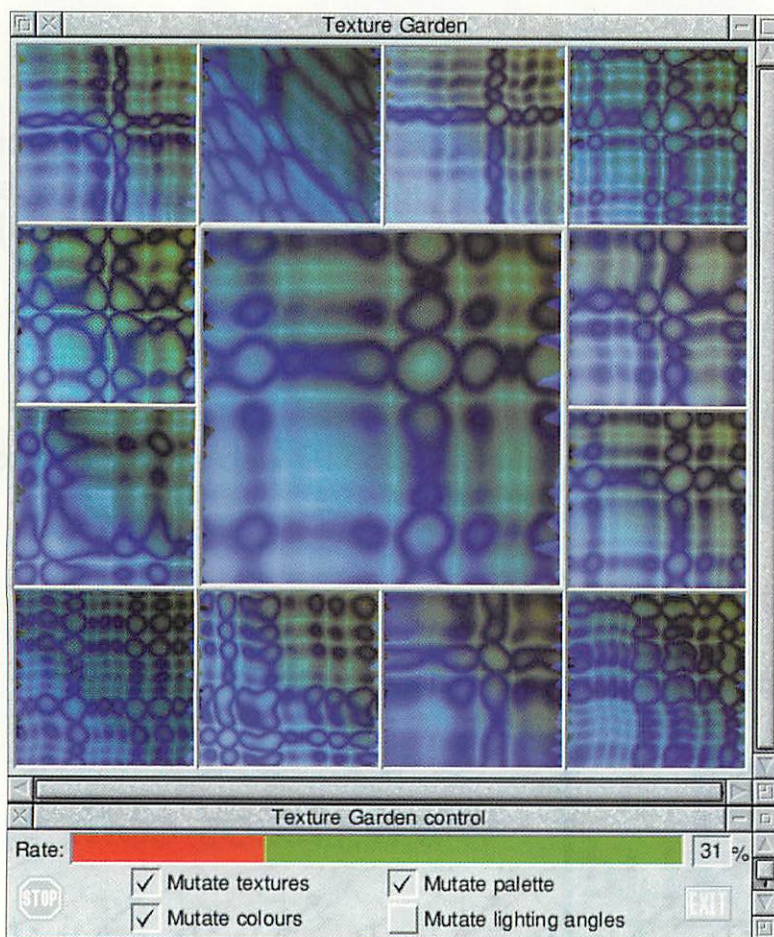 Texture Garden
Texture Garden control
Rate: 31 %
Mutate textures Mutate palette
STOP EXIT
Mutate colours Mutate lighting angles